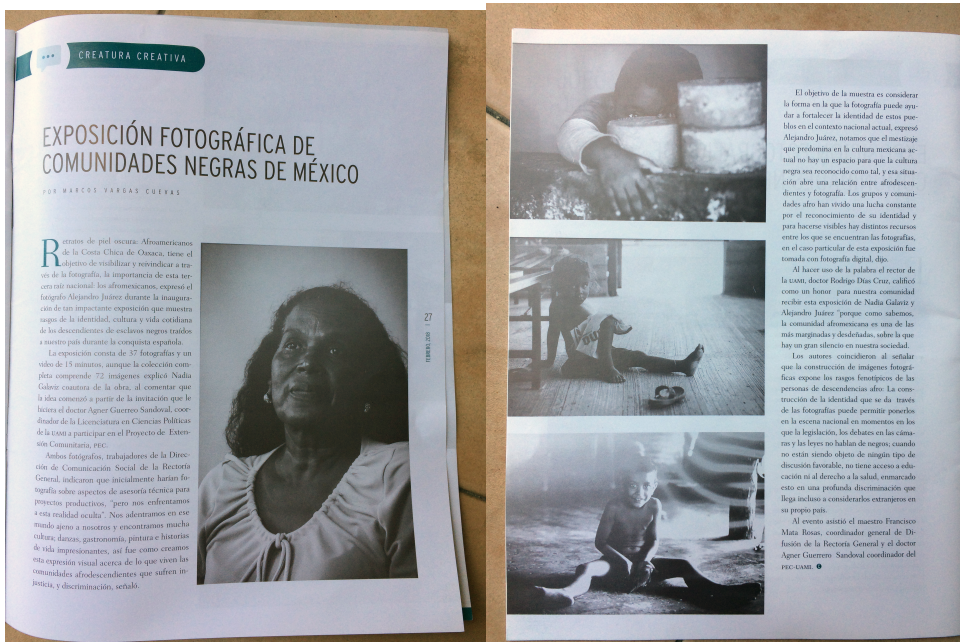 CREATURA CREATIVA
EXPOSICIÓN FOTOGRÁFICA DE
COMUNIDADES NEGRAS DE MÉXICO
POR MARCOS VARGAS CUEVAS
Retratos de piel oscura: Afroamericanos
de la Costa Chica de Oaxaca, tiene el
objetivo de visibilizar y reivindicar a tra-
vés de la fotografía, la importancia de esta ter-
cera raíz nacional: los afromexicanos, expresó el
fotógrafo Alejandro Juárez durante la inaugura-
ción de tan impactante exposición que muestra
rasgos de la identidad, cultura y vida cotidiana
de los descendientes de esclavos negros traídos
a nuestro país durante la conquista española.
La exposición consta de 37 fotografías y un
video de 15 minutos, aunque la colección com-
pleta comprende 72 imágenes explicó Nadia
Galaviz coautora de la obra, al comentar que
la idea comenzó a partir de la invitación que le
hiciera el doctor Agner Guerrero Sandoval, coor-
dinador de la Licenciatura en Ciencias Políticas
de la UAMI a participar en el Proyecto de Exten-
sión Comunitaria, PEC.
Ambos fotógrafos, trabajadores de la Direc-
ción de Comunicación Social de la Rectoría
General, indicaron que inicialmente harían fo-
tografía sobre aspectos de asesoría técnica para
proyectos productivos, "pero nos enfrentamos
a esta realidad oculta". Nos adentramos en ese
mundo ajeno a nosotros y encontramos mucha
cultura; danzas, gastronomía, pintura e historias
de vida impresionantes, así fue como creamos
esta expresión visual acerca de lo que viven las
comunidades afrodescendientes que sufren in-
justicia, y discriminación, señaló.
27
FEBRERO, 2018
El objetivo de la muestra es considerar
la forma en la que la fotografía puede ayu-
dar a fortalecer la identidad de estos pue-
blos en el contexto nacional actual, expresó
Alejandro Juárez, notamos que el mestizaje
que predomina en la cultura mexicana ac-
tual no hay un espacio para que la cultura
negra sea reconocido como tal, y esa situa-
ción abre una relación entre afrodescen-
dientes y fotografía. Los grupos y comuni-
dades afro han vivido una lucha constante
por el reconocimiento de su identidad y
para hacerse visibles hay distintos recursos
entre los que se encuentran las fotografías,
en el caso particular de esta exposición fue
tomada con fotografía digital, dijo.
Al hacer uso de la palabra el rector de
la UAMI, doctor Rodrigo Días Cruz, calificó
como un honor para nuestra comunidad
recibir esta exposición de Nadia Galaviz y
Alejandro Juárez "porque como sabemos,
la comunidad afromexicana es una de las
más marginadas y desdeñadas, sobre la que
hay un gran silencio en nuestra sociedad.
Los autores coincidieron al señalar
que la construcción de imágenes fotográ-
ficas expone los rasgos fenotípicos de las
personas de descendencias afro. La cons-
trucción de la identidad que se da través
de las fotografías puede permitir ponerlos
en la escena nacional en momentos en los
que la legislación, los debates en las cáma-
ras y las leyes no hablan de negros; cuando
no están siendo objeto de ningún tipo de
discusión favorable, no tiene acceso a edu-
cación ni al derecho a la salud, enmarcado
esto en una profunda discriminación que
llega incluso a considerarlos extranjeros en
su propio país.
Al evento asistió el maestro Francisco
Mata Rosas, coordinador general de Di-
fusión de la Rectoría General y el doctor
Agner Guerrero Sandoval coordinador del
PEC-UAMI.